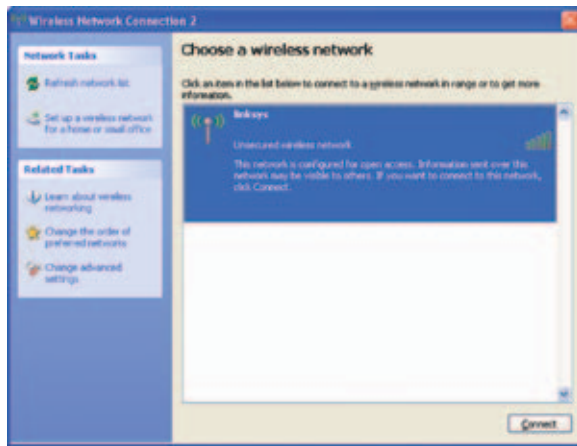 Wireless Network Connection 2
Network Tasks
Refresh network list
Set up a wireless network
for a home or small office
Related Tasks
Learn about wireless
networking
Change the order of
preferred networks
Change advanced
settings
Choose a wireless network
Click an item in the list below to connect to a wireless network in range or to get more
information.
linksys
Unsecured wireless network
This network is configured for open access. Information sent over this
network may be visible to others. If you want to connect to this network,
click Connect.
Connect